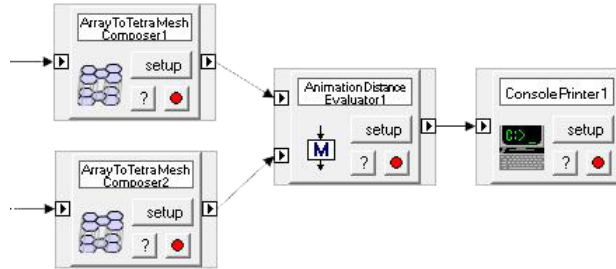 ArrayToTetraMesh
Composer1
setup
?
AnimationDistance
Evaluator1
setup
?
ConsolePrinter1
C:>_
setup
?
M
ArrayToTetraMesh
Composer2
setup
?